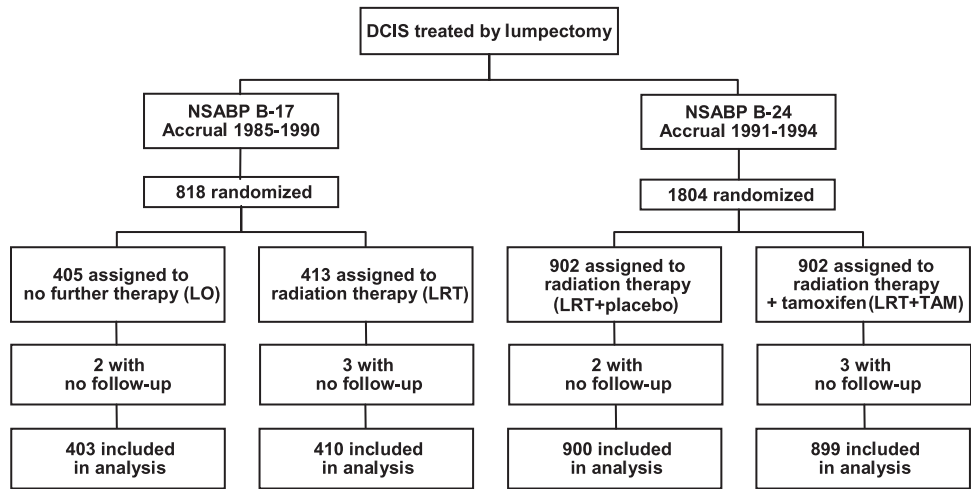 DCIS treated by lumpectomy
NSABP B-17
Accrual 1985-1990
NSABP B-24
Accrual 1991-1994
818 randomized
1804 randomized
405 assigned to
no further therapy (LO)
413 assigned to
radiation therapy (LRT)
902 assigned to
radiation therapy
(LRT+placebo)
902 assigned to
radiation therapy
+ tamoxifen (LRT+TAM)
2 with
no follow-up
3 with
no follow-up
2 with
no follow-up
3 with
no follow-up
403 included
in analysis
410 included
in analysis
900 included
in analysis
899 included
in analysis